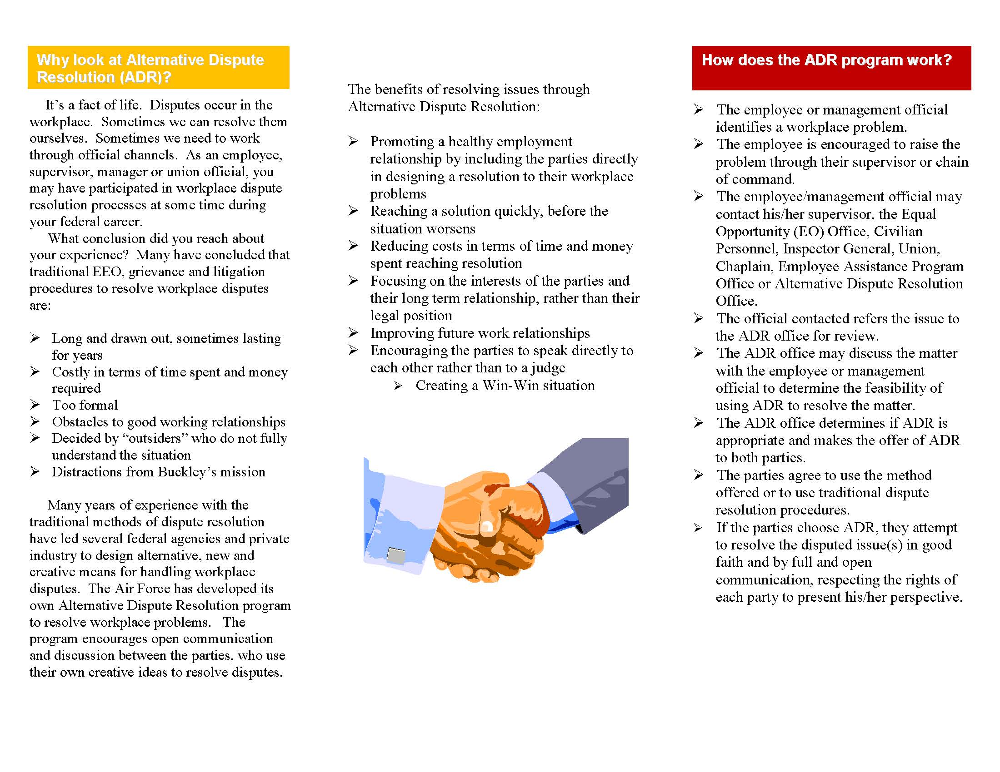 Why look at Alternative Dispute
Resolution (ADR)?
It’s a fact of life.  Disputes occur in the
workplace.  Sometimes we can resolve them
ourselves.  Sometimes we need to work
through official channels.  As an employee,
supervisor, manager or union official, you
may have participated in workplace dispute
resolution processes at some time during
your federal career.
What conclusion did you reach about
your experience?  Many have concluded that
traditional EEO, grievance and litigation
procedures to resolve workplace disputes
are:
➢ Long and drawn out, sometimes lasting
for years
➢ Costly in terms of time spent and money
required
➢ Too formal
➢ Obstacles to good working relationships
➢ Decided by “outsiders” who do not fully
understand the situation
➢ Distractions from Buckley’s mission
Many years of experience with the
traditional methods of dispute resolution
have led several federal agencies and private
industry to design alternative, new and
creative means for handling workplace
disputes.  The Air Force has developed its
own Alternative Dispute Resolution program
to resolve workplace problems.   The
program encourages open communication
and discussion between the parties, who use
their own creative ideas to resolve disputes.
The benefits of resolving issues through
Alternative Dispute Resolution:
➢ Promoting a healthy employment
relationship by including the parties directly
in designing a resolution to their workplace
problems
➢ Reaching a solution quickly, before the
situation worsens
➢ Reducing costs in terms of time and money
spent reaching resolution
➢ Focusing on the interests of the parties and
their long term relationship, rather than their
legal position
➢ Improving future work relationships
➢ Encouraging the parties to speak directly to
each other rather than to a judge
➢ Creating a Win-Win situation
How does the ADR program work?
➢ The employee or management official
identifies a workplace problem.
➢ The employee is encouraged to raise the
problem through their supervisor or chain
of command.
➢ The employee/management official may
contact his/her supervisor, the Equal
Opportunity (EO) Office, Civilian
Personnel, Inspector General, Union,
Chaplain, Employee Assistance Program
Office or Alternative Dispute Resolution
Office.
➢ The official contacted refers the issue to
the ADR office for review.
➢ The ADR office may discuss the matter
with the employee or management
official to determine the feasibility of
using ADR to resolve the matter.
➢ The ADR office determines if ADR is
appropriate and makes the offer of ADR
to both parties.
➢ The parties agree to use the method
offered or to use traditional dispute
resolution procedures.
➢ If the parties choose ADR, they attempt
to resolve the disputed issue(s) in good
faith and by full and open
communication, respecting the rights of
each party to present his/her perspective.